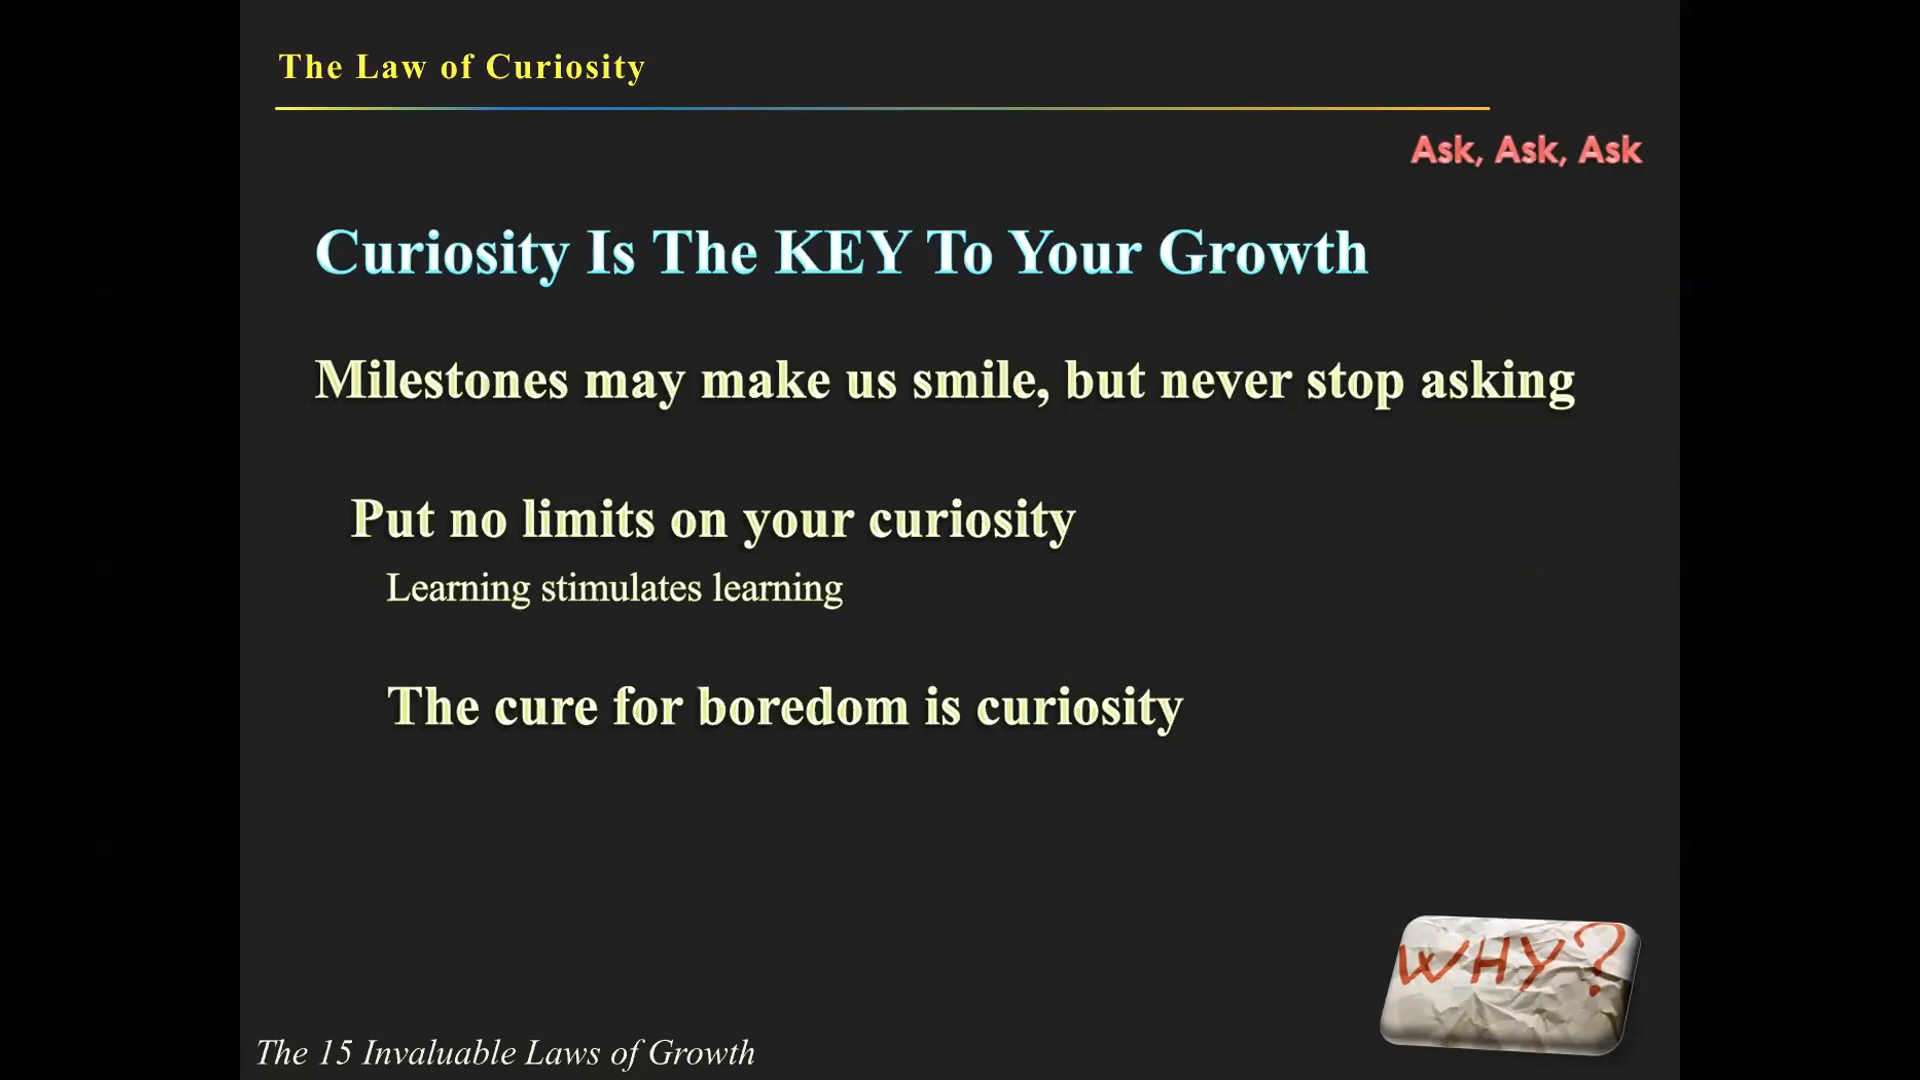 The Law of Curiosity
Ask, Ask, Ask
Curiosity Is The KEY To Your Growth
Milestones may make us smile, but never stop asking
Put no limits on your curiosity
Learning stimulates learning
The cure for boredom is curiosity
WHY?
The 15 Invaluable Laws of Growth